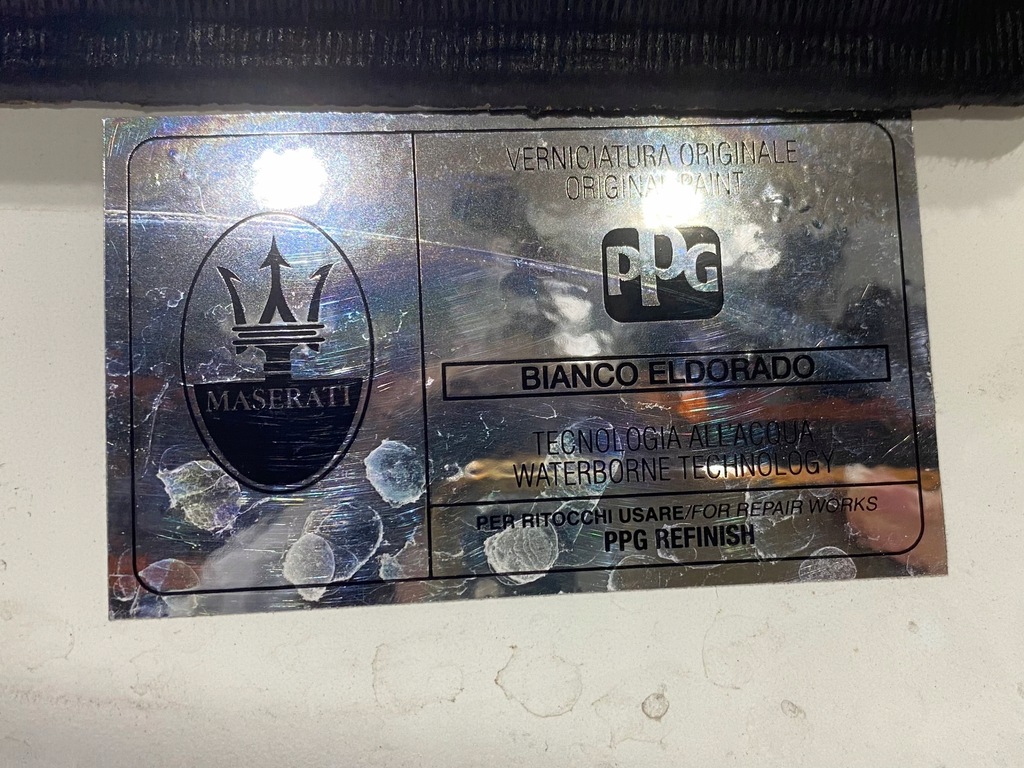 MASERATI
VERNICIATURA ORIGINALE
ORIGINAL PAINT
PPG
BIANCO ELDORADO
TECNOLOGIA ALL'ACQUA
WATERBORNE TECHNOLOGY
PER RITOCCHI USARE/FOR REPAIR WORKS
PPG REFINISH